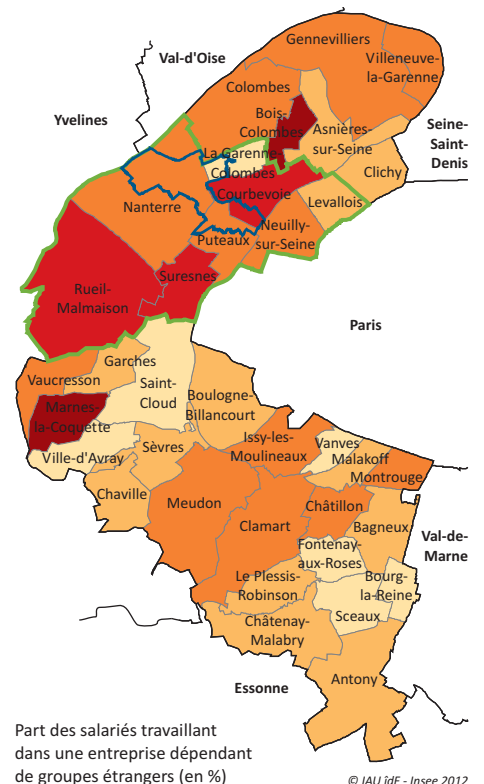 Gennevilliers
Val-d'Oise
Villeneuve-
la-Garenne
Colombes
Yvelines
Bois-
Colombes
Asnières-
sur-Seine
Seine-
Saint-
Denis
La Garenne-
Colombes
Clichy
Courbevoie
Levallois
Nanterre
Neuilly-
sur-Seine
Puteaux
Suresnes
Rueil-
Malmaison
Paris
Garches
Vaucresson
Saint-
Cloud
Boulogne-
Billancourt
Marnes-
la-Coquette
Issy-les-
Moulineaux
Vanves
Sèvres
Ville-d'Avray
Malakoff
Montrouge
Chaville
Meudon
Châtillon
Clamart
Bagneux
Val-de-
Marne
Fontenay-
aux-Roses
Le Plessis-
Robinson
Bourg-
la-Reine
Sceaux
Châtenay-
Malabry
Antony
Essonne
Part des salariés travaillant
dans une entreprise dépendant
de groupes étrangers (en %)
© IAU îdF - Insee 2012